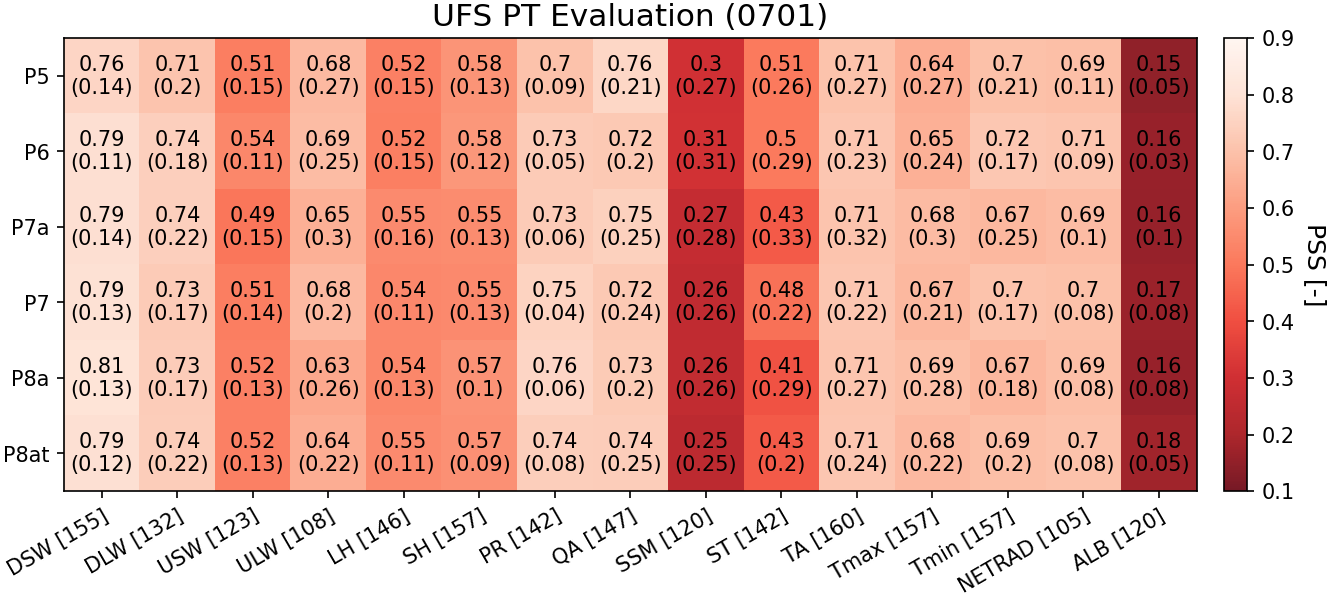 UFS PT Evaluation (0701)
P5 0.76 0.71 0.51 0.68 0.52 0.58 0.7 0.76 0.3 0.51 0.71 0.64 0.7 0.69 0.15
(0.14) (0.2) (0.15) (0.27) (0.15) (0.13) (0.09) (0.21) (0.27) (0.26) (0.27) (0.27) (0.21) (0.11) (0.05)
P6 0.79 0.74 0.54 0.69 0.52 0.58 0.73 0.72 0.31 0.5 0.71 0.65 0.72 0.71 0.16
(0.11) (0.18) (0.11) (0.25) (0.15) (0.12) (0.05) (0.2) (0.31) (0.29) (0.23) (0.24) (0.17) (0.09) (0.03)
P7a 0.79 0.74 0.49 0.65 0.55 0.55 0.73 0.75 0.27 0.43 0.71 0.68 0.67 0.69 0.16
(0.14) (0.22) (0.15) (0.3) (0.16) (0.13) (0.06) (0.25) (0.28) (0.33) (0.32) (0.3) (0.25) (0.1) (0.1)
P7 0.79 0.73 0.51 0.68 0.54 0.55 0.75 0.72 0.26 0.48 0.71 0.67 0.7 0.7 0.17
(0.13) (0.17) (0.14) (0.2) (0.11) (0.13) (0.04) (0.24) (0.26) (0.22) (0.22) (0.21) (0.17) (0.08) (0.08)
P8a 0.81 0.73 0.52 0.63 0.54 0.57 0.76 0.73 0.26 0.41 0.71 0.69 0.67 0.69 0.16
(0.13) (0.17) (0.13) (0.26) (0.13) (0.1) (0.06) (0.2) (0.26) (0.29) (0.27) (0.28) (0.18) (0.08) (0.08)
P8at 0.79 0.74 0.52 0.64 0.55 0.57 0.74 0.74 0.25 0.43 0.71 0.68 0.69 0.7 0.18
(0.12) (0.22) (0.13) (0.22) (0.11) (0.09) (0.08) (0.25) (0.25) (0.2) (0.24) (0.22) (0.2) (0.08) (0.05)
DSW [155] DLW [132] USW [123] ULW [108] LH [146] SH [157] PR [142] QA [147] SSM [120] ST [142] TA [160] Tmax [157] Tmin [157] NETRAD [105] ALB [120]
0.9
0.8
0.7
0.6
0.5
0.4
0.3
0.2
0.1
PSS [-]